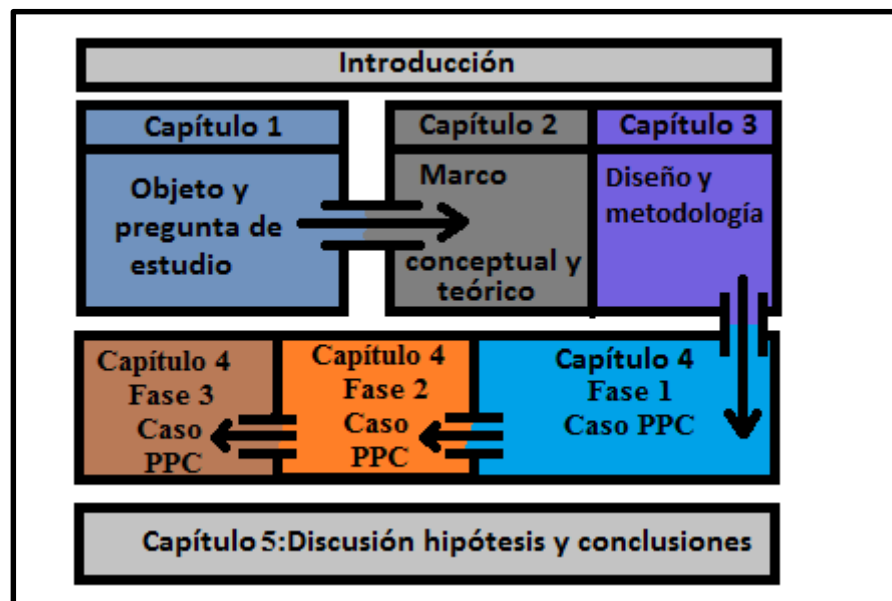 Introducción
Capítulo 1
Objeto y
pregunta de
estudio
Capítulo 2
Marco
conceptual y
teórico
Capítulo 3
Diseño y
metodología
Capítulo 4
Fase 1
Caso PPC
Capítulo 4
Fase 2
Caso
PPC
Capítulo 4
Fase 3
Caso
PPC
Capítulo 5:Discusión hipótesis y conclusiones